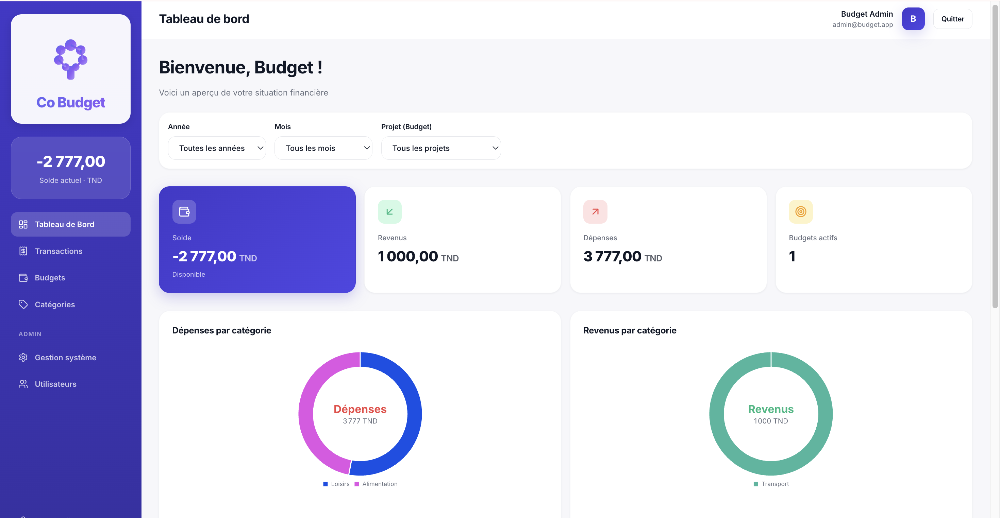 Co Budget
-2 777,00
Solde actuel · TND
Tableau de Bord
Transactions
Budgets
Catégories
ADMIN
Gestion système
Utilisateurs
Tableau de bord
Budget Admin
admin@budget.app
B
Quitter
Bienvenue, Budget !
Voici un aperçu de votre situation financière
Année
Mois
Projet (Budget)
Toutes les années
Tous les mois
Tous les projets
Solde
-2 777,00 TND
Disponible
Revenus
1 000,00 TND
Dépenses
3 777,00 TND
Budgets actifs
1
Dépenses par catégorie
Dépenses
3 777 TND
Loisirs
Alimentation
Revenus par catégorie
Revenus
1 000 TND
Transport